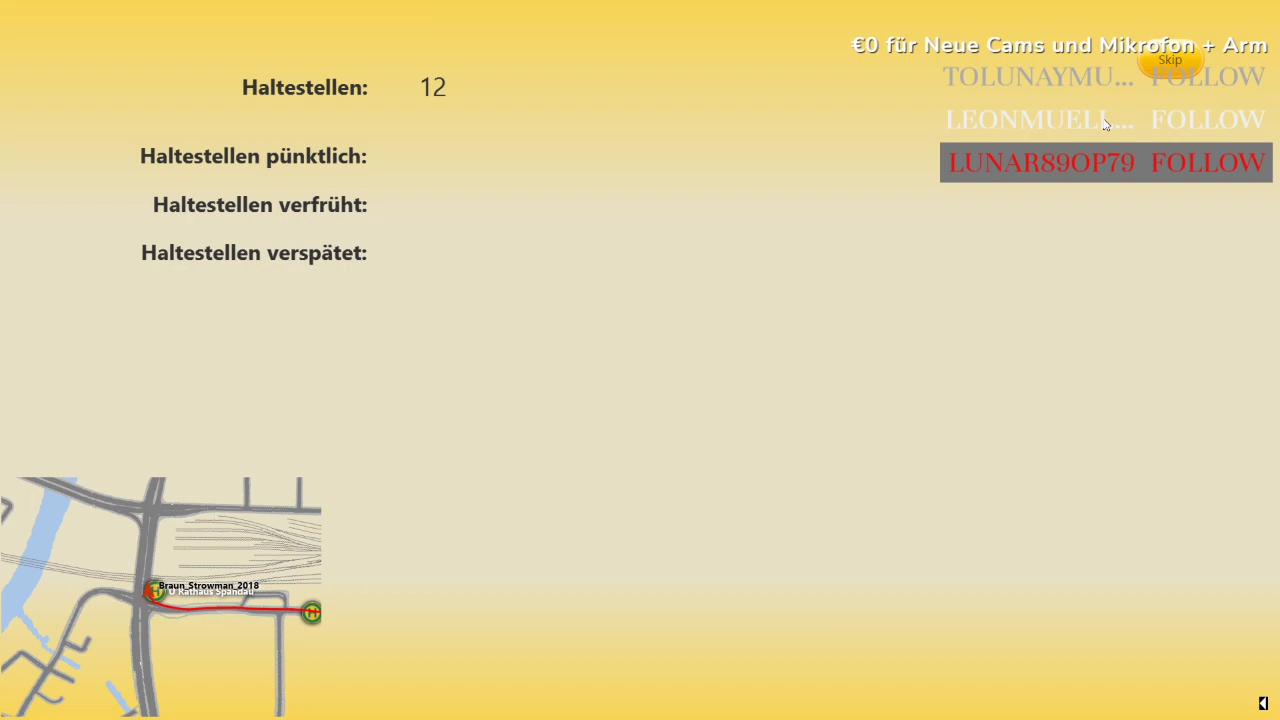 €0 für Neue Cams und Mikrofon + Arm
Skip
TOLUNAYMU... FOLLOW
Haltestellen: 12
LEONMUELL... FOLLOW
Haltestellen pünktlich:
LUNAR89OP79 FOLLOW
Haltestellen verfrüht:
Haltestellen verspätet:
Braun_Strowman_2018
U Rathaus Spandau
H
H